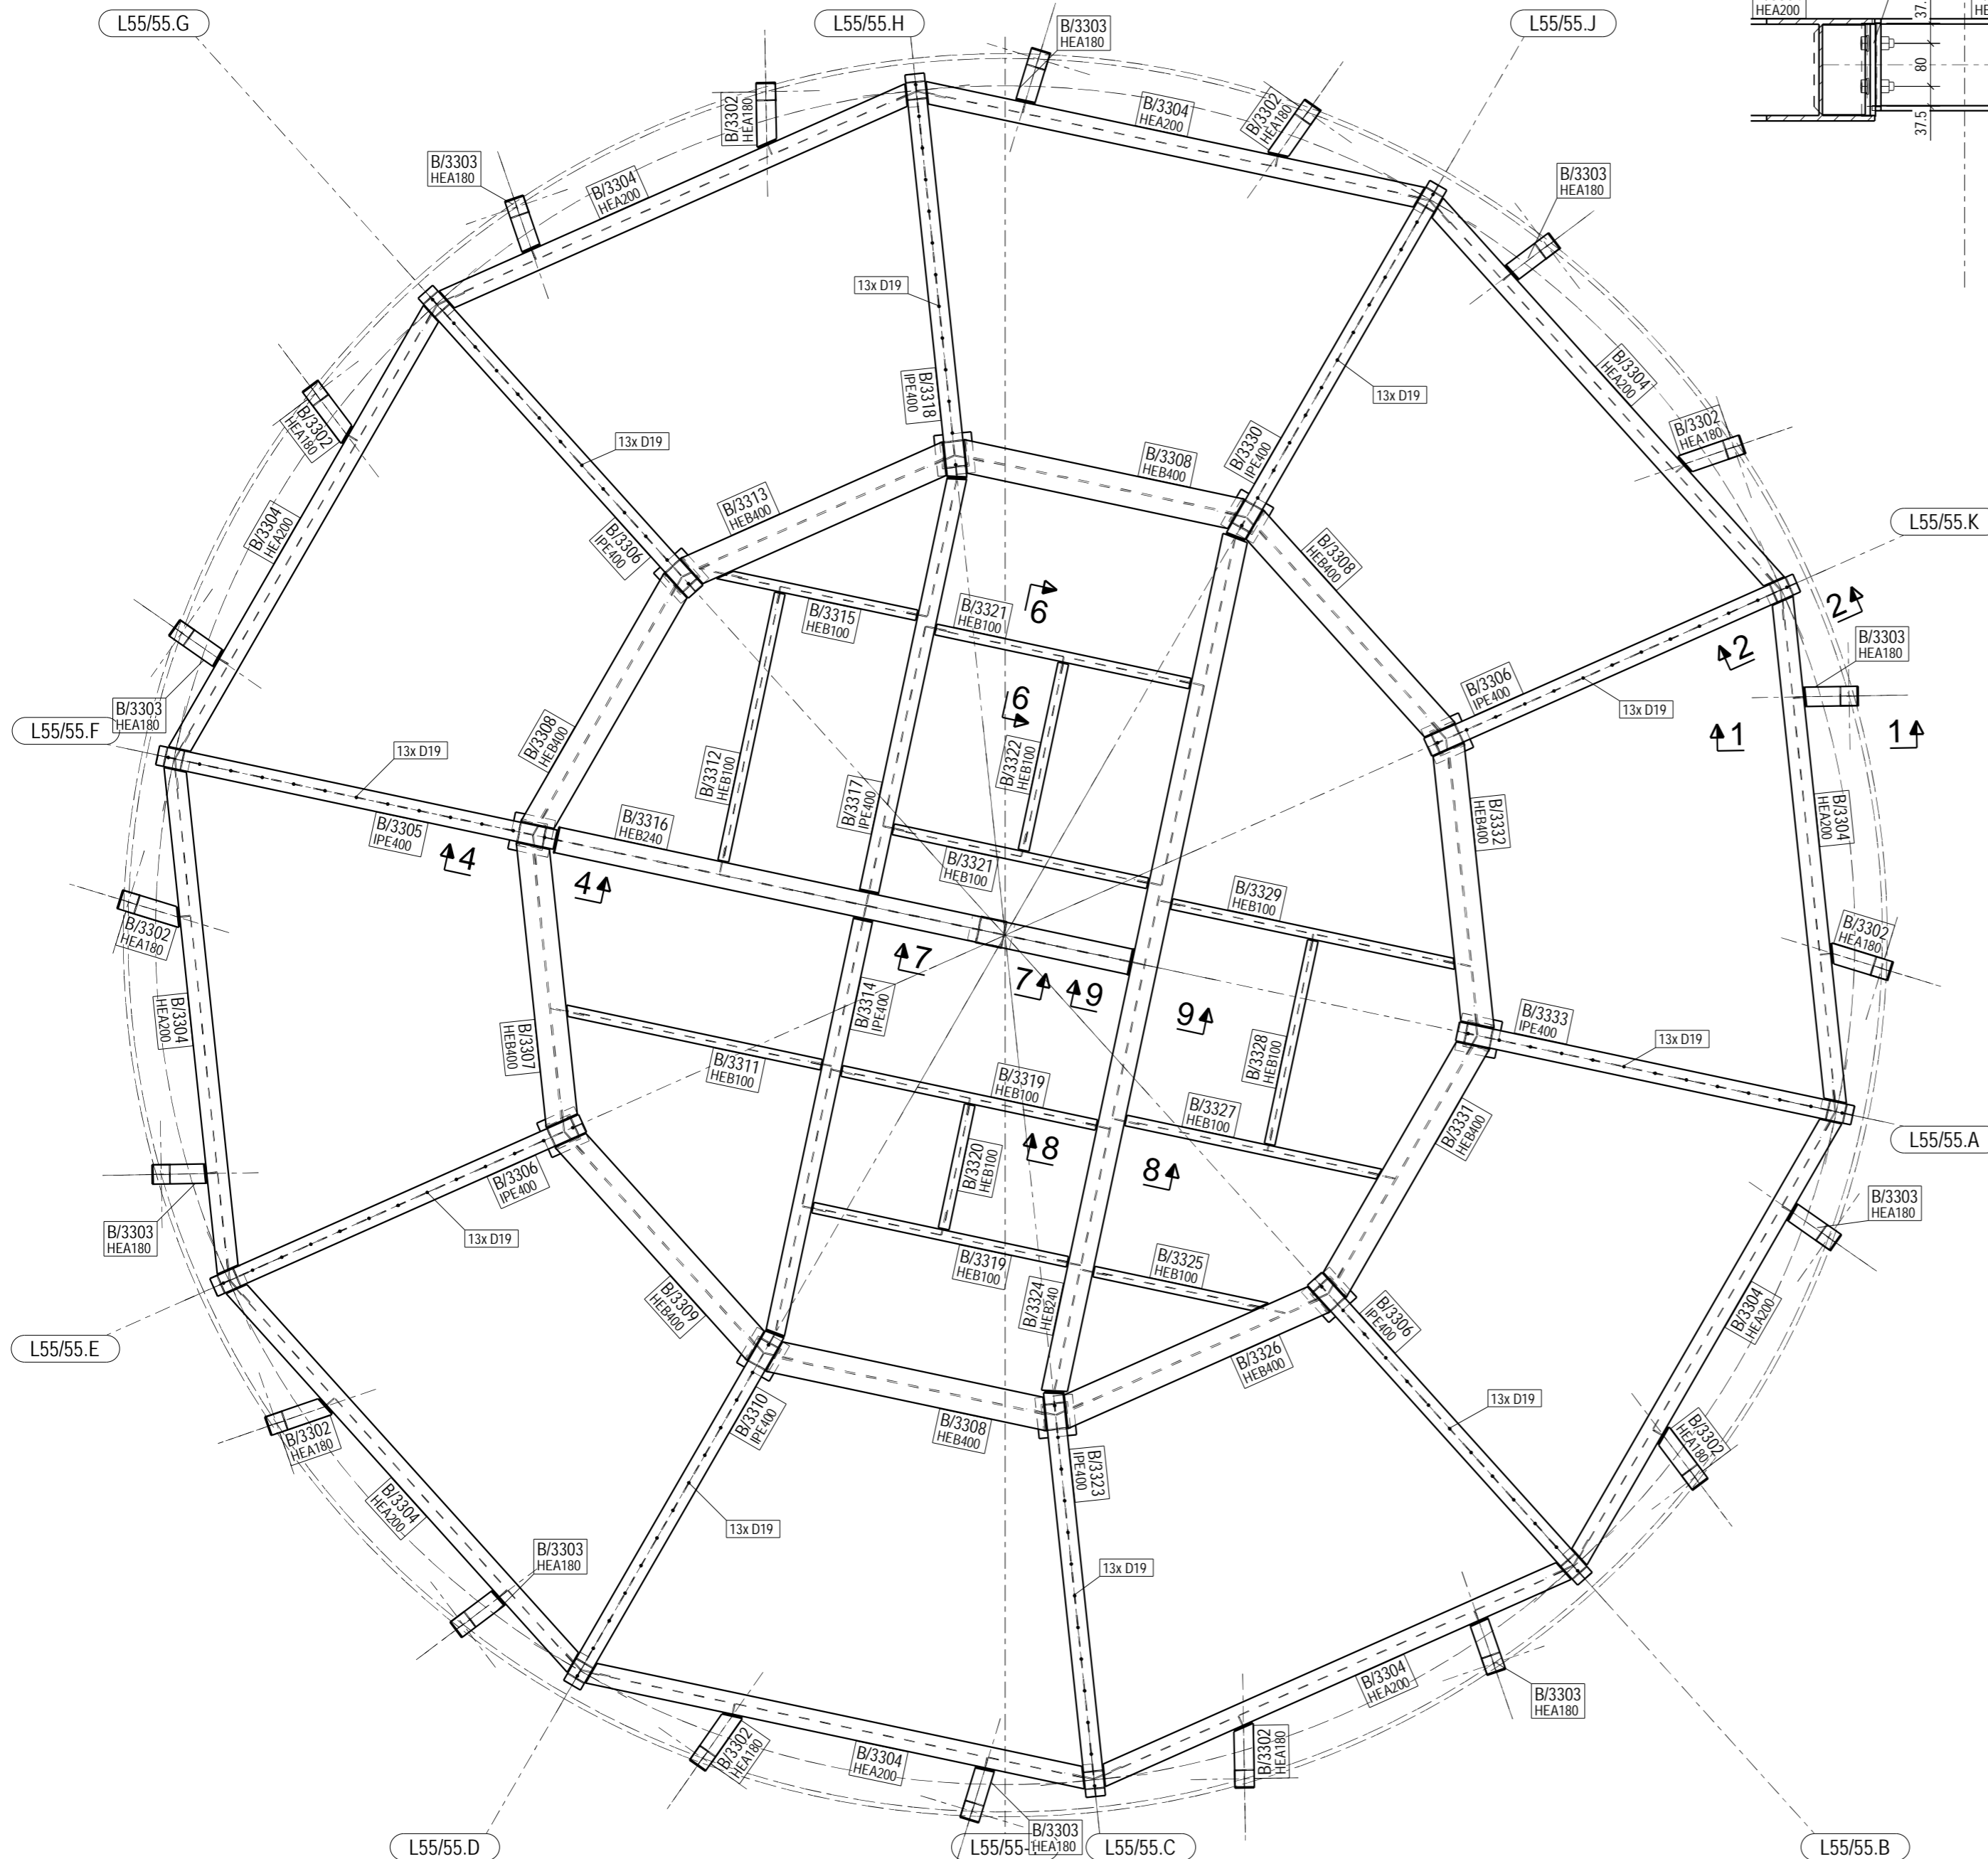 L55/55.G
L55/55.H
B/3303
HEA180
L55/55.J
HEA200
37.
HE
80
37.5
B/3302
HEA180
B/3304
HEA200
B/3302
HEA180
B/3303
HEA180
B/3304
HEA200
B/3303
HEA180
13x D19
B/3304
HEA200
13x D19
B/3318
IPE400
B/3302
HEA180
13x D19
B/3330
IPE400
B/3302
HEA180
B/3308
HEB400
B/3313
HEB400
B/3304
HEA200
B/3306
IPE400
B/3308
HEB400
L55/55.K
B/3315
HEB100
B/3321
HEB100
6
2
2
B/3303
HEA180
B/3306
IPE400
13x D19
B/3303
HEA180
L55/55.F
6
1
1
13x D19
B/3308
HEB400
B/3312
HEB100
B/3322
HEB100
B/3317
IPE400
B/3305
IPE400
B/3316
HEB240
B/3332
HEB400
B/3304
HEA200
4
4
B/3321
HEB100
B/3329
HEB100
B/3302
HEA180
B/3302
HEA180
7
7
9
9
B/3304
HEA200
B/3314
IPE400
B/3307
HEB400
B/3328
HEB100
B/3333
IPE400
13x D19
B/3311
HEB100
B/3319
HEB100
B/3327
HEB100
B/3331
HEB400
L55/55.A
8
8
B/3320
HEB100
B/3306
IPE400
B/3303
HEA180
B/3303
HEA180
13x D19
B/3319
HEB100
B/3325
HEB100
B/3324
HEB240
B/3309
HEB400
B/3306
IPE400
B/3304
HEA200
L55/55.E
B/3326
HEB400
B/3310
IPE400
B/3308
HEB400
13x D19
B/3302
HEA180
B/3302
HEA180
B/3323
IPE400
B/3304
HEA200
13x D19
B/3303
HEA180
13x D19
B/3304
HEA200
B/3303
HEA180
B/3302
HEA180
B/3304
HEA200
B/3302
HEA180
L55/55.D
L55/55-
B/3303
HEA180
L55/55.C
L55/55.B